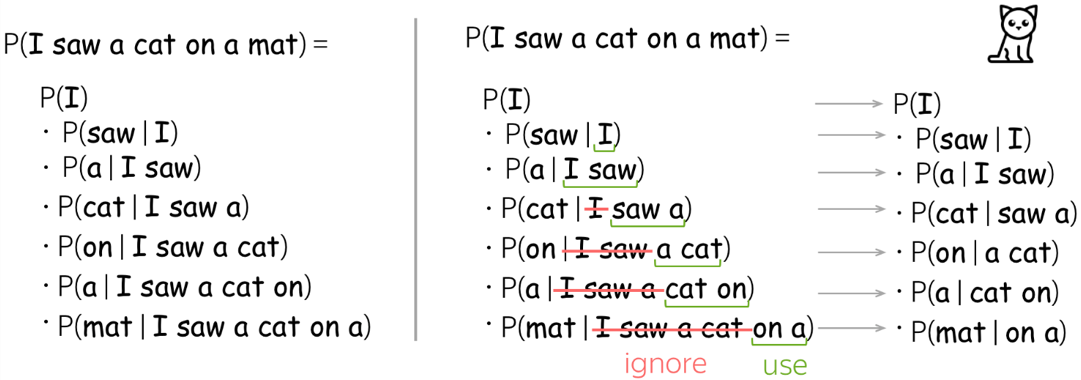 P(I saw a cat on a mat) =
P(I)
· P(saw | I)
· P(a | I saw)
· P(cat | I saw a)
· P(on | I saw a cat)
· P(a | I saw a cat on)
· P(mat | I saw a cat on a)
P(I saw a cat on a mat) =
P(I)
· P(saw | I)
· P(a | I saw)
· P(cat | I saw a)
· P(on | I saw a cat)
· P(a | I saw a cat on)
· P(mat | I saw a cat on a)
ignore use
P(I)
· P(saw | I)
· P(a | I saw)
· P(cat | saw a)
· P(on | a cat)
· P(a | cat on)
· P(mat | on a)